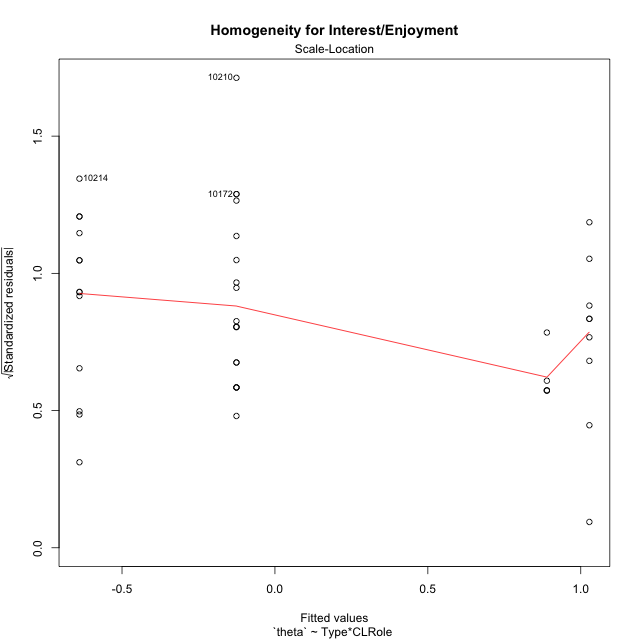 Homogeneity for Interest/Enjoyment
Scale-Location
10210
10214
10172
1.5
1.0
0.5
0.0
√|Standardized residuals|
-0.5
0.0
0.5
1.0
Fitted values
`theta` ~ Type*CLRole